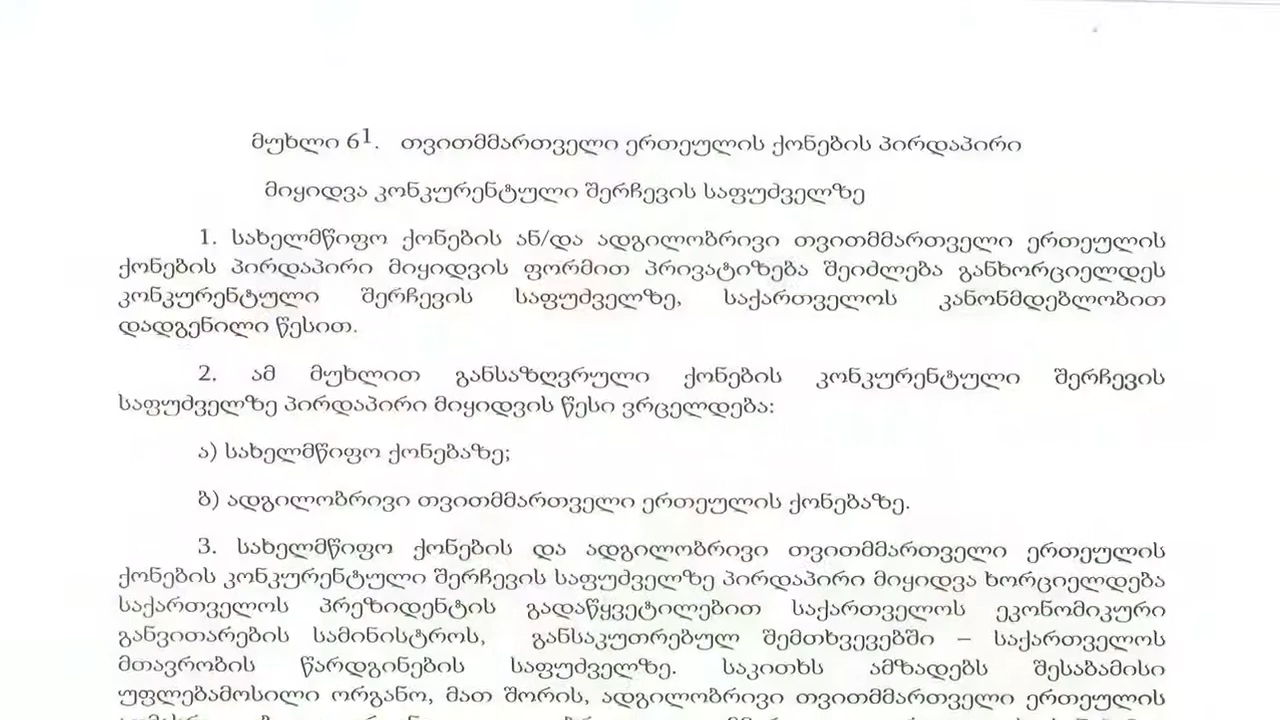 მუხლი 6¹. თვითმმართველი ერთეულის ქონების პირდაპირი
მიყიდვა კონკურენტული შერჩევის საფუძველზე
1. სახელმწიფო ქონების ან/და ადგილობრივი თვითმმართველი ერთეულის
ქონების პირდაპირი მიყიდვის ფორმით პრივატიზება შეიძლება განხორციელდეს
კონკურენტული შერჩევის საფუძველზე, საქართველოს კანონმდებლობით
დადგენილი წესით.
2. ამ მუხლით განსაზღვრული ქონების კონკურენტული შერჩევის
საფუძველზე პირდაპირი მიყიდვის წესი ვრცელდება:
ა) სახელმწიფო ქონებაზე;
ბ) ადგილობრივი თვითმმართველი ერთეულის ქონებაზე.
3. სახელმწიფო ქონების და ადგილობრივი თვითმმართველი ერთეულის
ქონების კონკურენტული შერჩევის საფუძველზე პირდაპირი მიყიდვა ხორციელდება
საქართველოს პრეზიდენტის გადაწყვეტილებით საქართველოს ეკონომიკური
განვითარების სამინისტროს, განსაკუთრებულ შემთხვევებში – საქართველოს
მთავრობის წარდგინების საფუძველზე. საკითხს ამზადებს შესაბამისი
უფლებამოსილი ორგანო, მათ შორის, ადგილობრივი თვითმმართველი ერთეულის